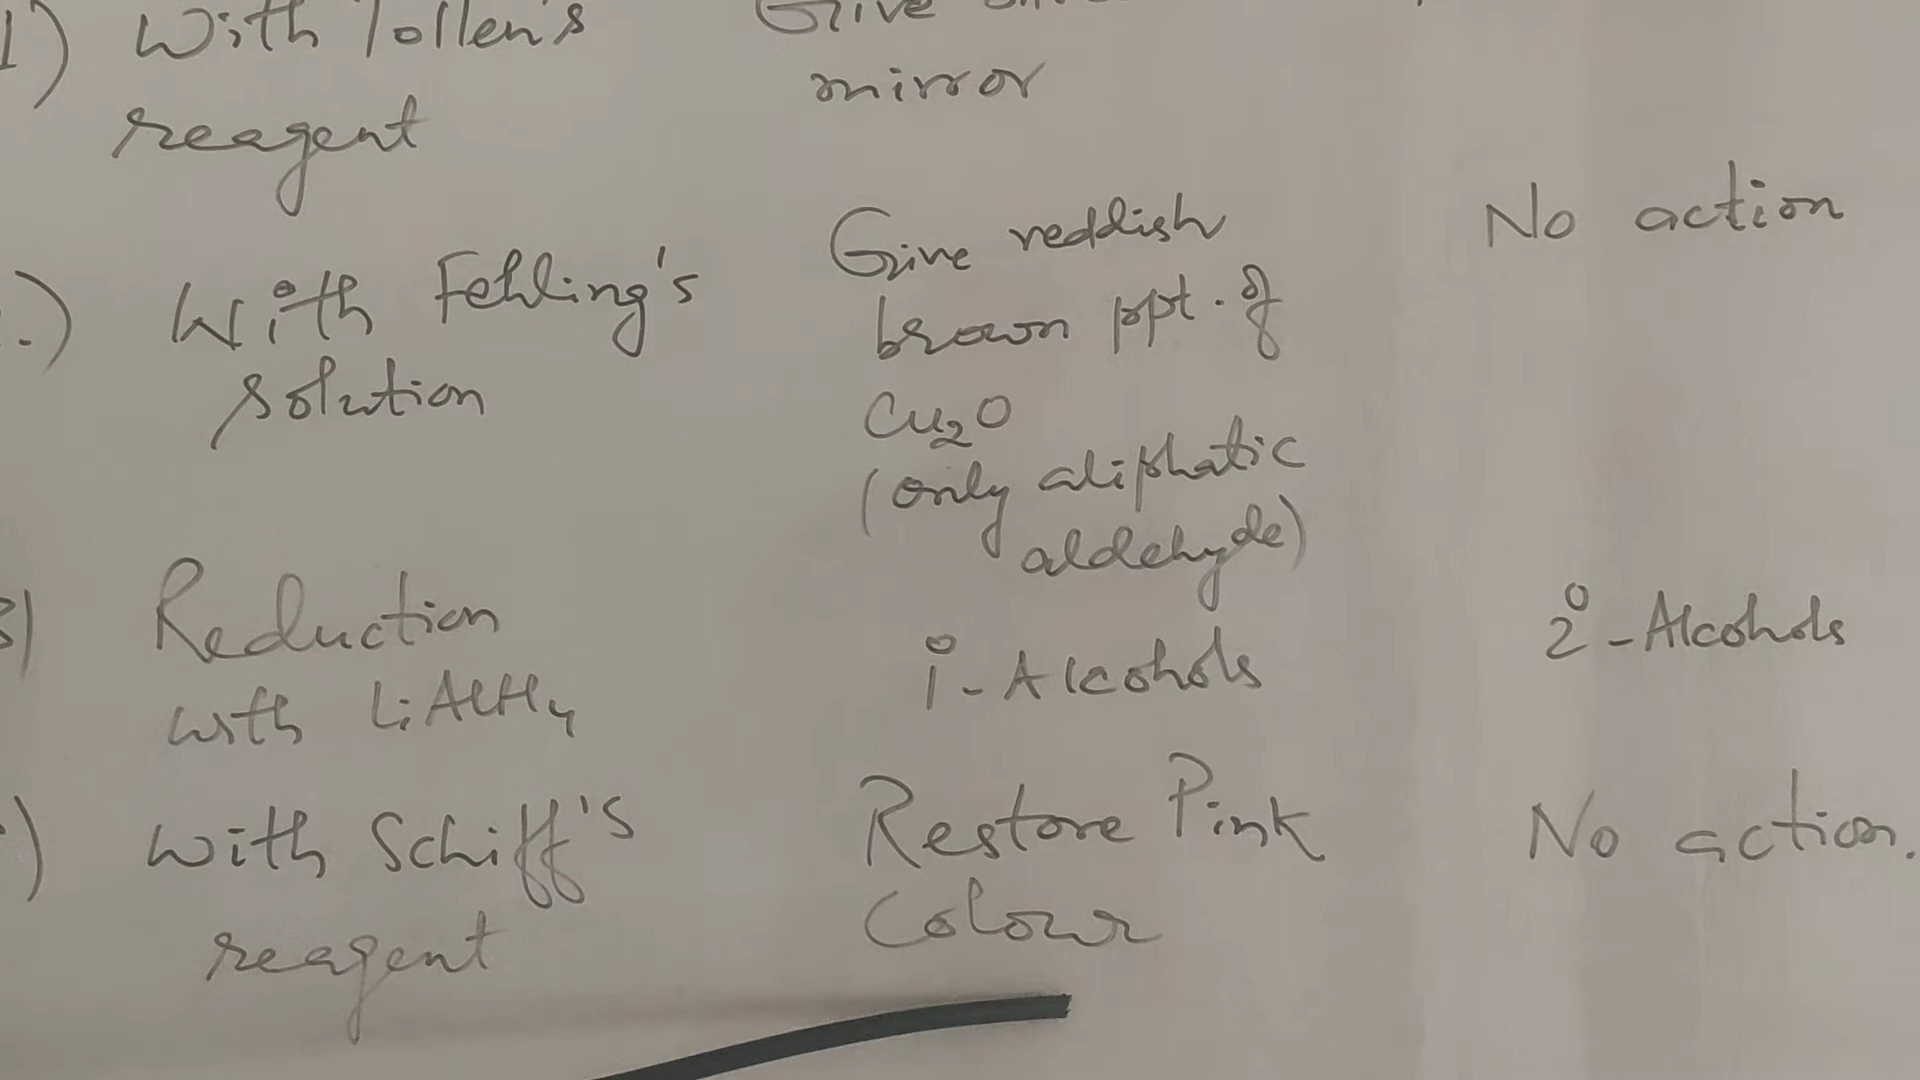 1) With Tollen's
reagent
Give
mirror
.) With Fehling's
solution
Give reddish
brown ppt. of
Cu₂O
(only aliphatic
aldehyde)
No action
3) Reduction
with LiAlH₄
1°-Alcohols
2°-Alcohols
) with Schiff's
reagent
Restore Pink
Colour
No action.